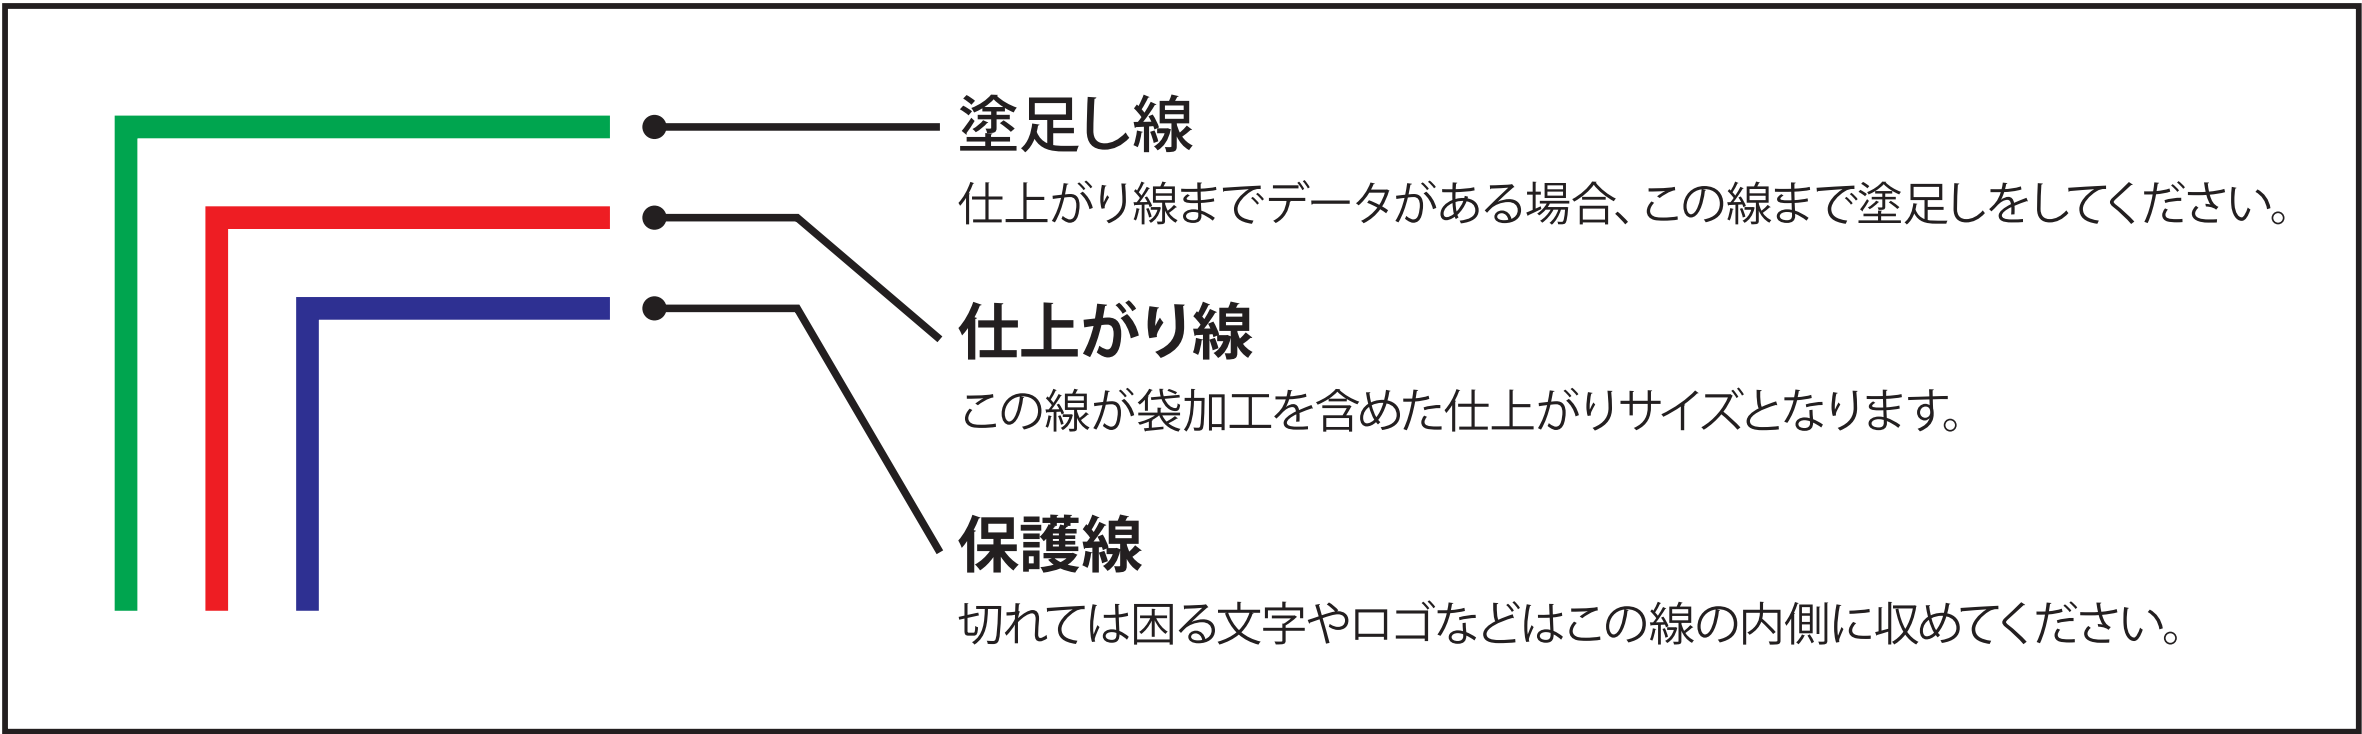 塗足し線
仕上がり線までデータがある場合、この線まで塗足しをしてください。
仕上がり線
この線が袋加工を含めた仕上がりサイズとなります。
保護線
切れては困る文字やロゴなどはこの線の内側に収めてください。